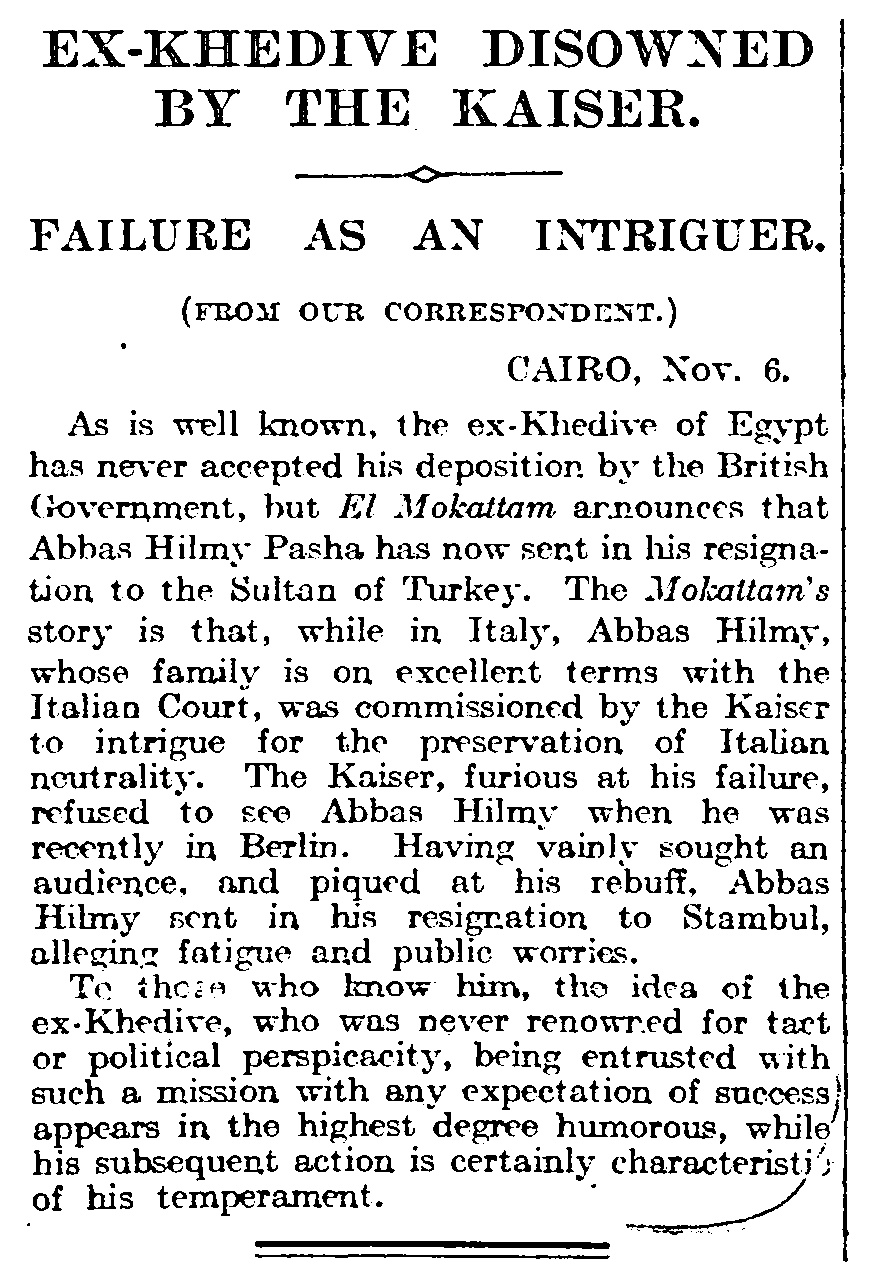 EX-KHEDIVE DISOWNED
BY THE KAISER.
FAILURE AS AN INTRIGUER.
(FROM OUR CORRESPONDENT.)
CAIRO, Nov. 6.
As is well known, the ex-Khedive of Egypt
has never accepted his deposition by the British
Government, but El Mokattam announces that
Abbas Hilmy Pasha has now sent in his resigna-
tion to the Sultan of Turkey. The Mokattam's
story is that, while in Italy, Abbas Hilmy,
whose family is on excellent terms with the
Italian Court, was commissioned by the Kaiser
to intrigue for the preservation of Italian
neutrality. The Kaiser, furious at his failure,
refused to see Abbas Hilmy when he was
recently in Berlin. Having vainly sought an
audience, and piqued at his rebuff, Abbas
Hilmy sent in his resignation to Stambul,
alleging fatigue and public worries.
To those who know him, the idea of the
ex-Khedive, who was never renowned for tact
or political perspicacity, being entrusted with
such a mission with any expectation of success
appears in the highest degree humorous, while
his subsequent action is certainly characteristic
of his temperament.